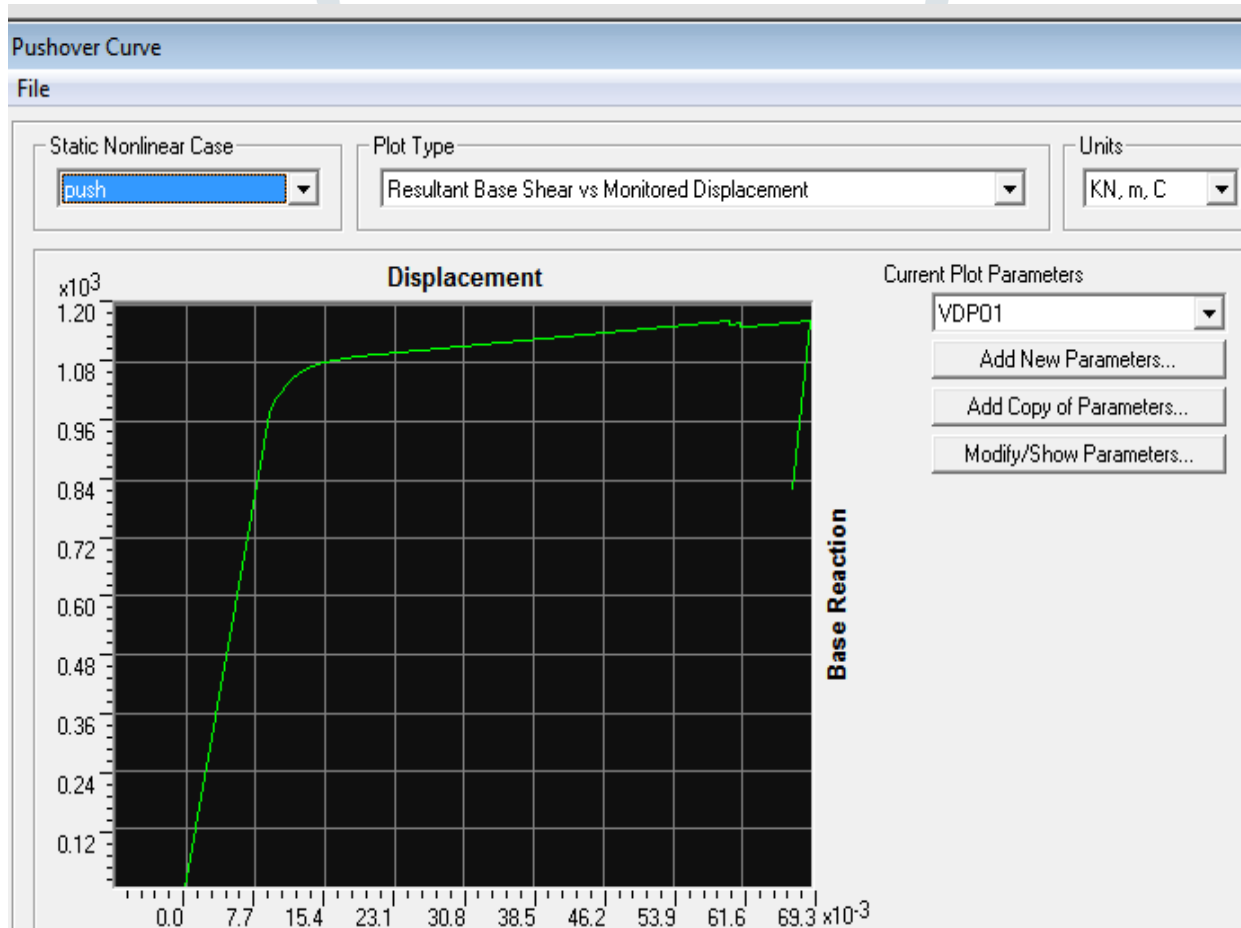 Pushover Curve
File
Static Nonlinear Case
Plot Type
Units
push
Resultant Base Shear vs Monitored Displacement
KN, m, C
Displacement
x10³
1.20
1.08
0.96
0.84
0.72
0.60
0.48
0.36
0.24
0.12
0.0 7.7 15.4 23.1 30.8 38.5 46.2 53.9 61.6 69.3 x10⁻³
Base Reaction
Current Plot Parameters
VDPO1
Add New Parameters...
Add Copy of Parameters...
Modify/Show Parameters...